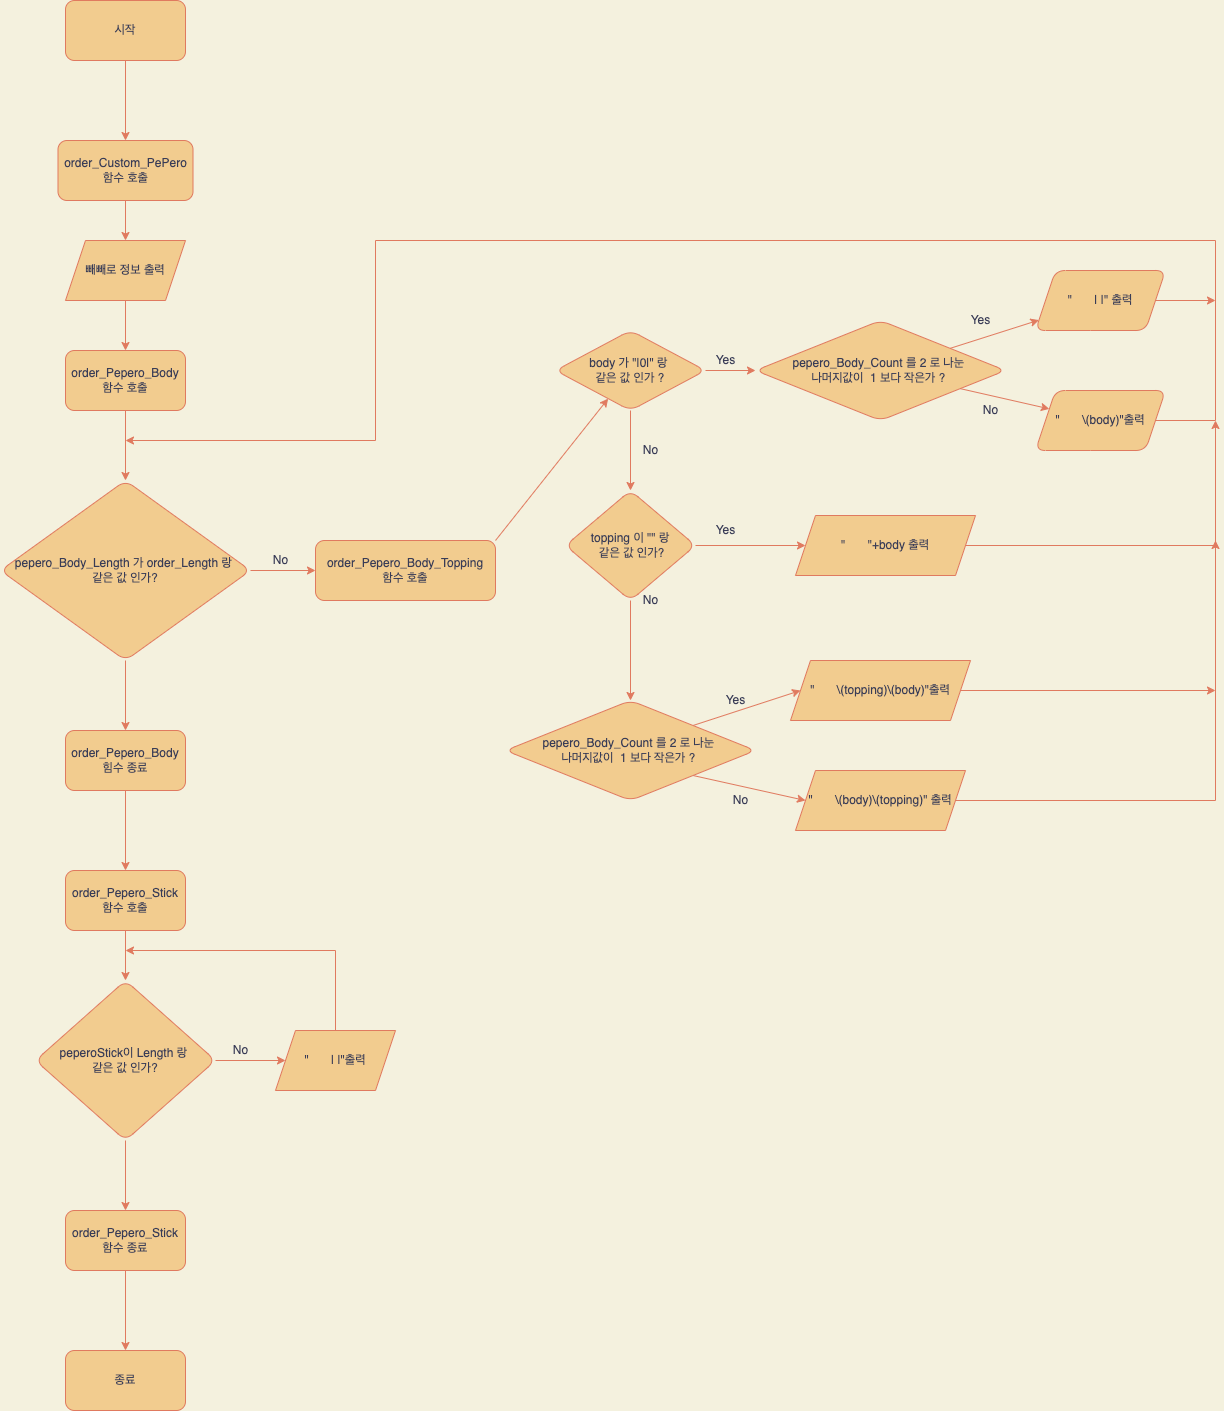 시작
order_Custom_PePero
함수 호출
빼빼로 정보 출력
order_Pepero_Body
함수 호출
pepero_Body_Length 가 order_Length 랑
같은 값 인가?
No
order_Pepero_Body_Topping
함수 호출
body 가 "I0I" 랑
같은 값 인가 ?
Yes
pepero_Body_Count 를 2 로 나눈
나머지값이 1 보다 작은가 ?
Yes
" I I" 출력
No
" \(body)"출력
No
topping 이 "" 랑
같은 값 인가?
Yes
" "+body 출력
No
pepero_Body_Count 를 2 로 나눈
나머지값이 1 보다 작은가 ?
Yes
" \(topping)\(body)"출력
No
" \(body)\(topping)" 출력
order_Pepero_Body
힘수 종료
order_Pepero_Stick
함수 호출
peperoStick이 Length 랑
같은 값 인가?
No
" I I"출력
order_Pepero_Stick
함수 종료
종료